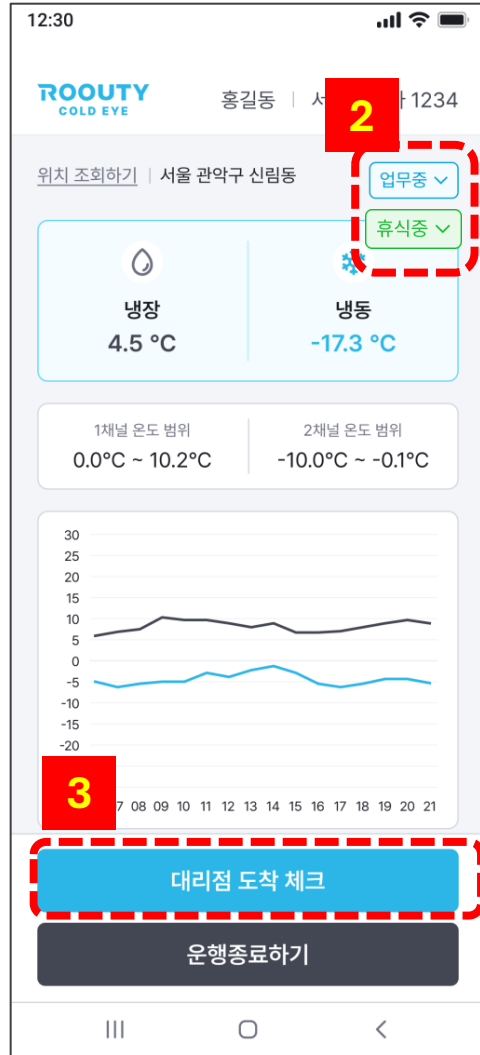 12:30
ROOUTY
COLD EYE
홍길동 | 서 1234
2
위치 조회하기 | 서울 관악구 신림동
업무중
휴식중
냉장
냉동
4.5 °C
-17.3 °C
1채널 온도 범위
2채널 온도 범위
0.0°C ~ 10.2°C
-10.0°C ~ -0.1°C
30
25
20
15
10
5
0
-5
-10
-15
-20
3
7 08 09 10 11 12 13 14 15 16 17 18 19 20 21
대리점 도착 체크
운행종료하기